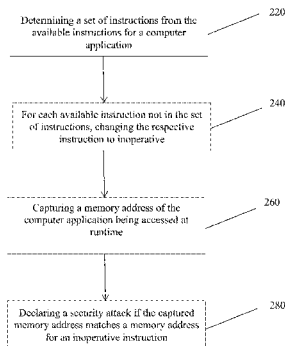 Determining a set of instructions from the
available instructions for a computer
application
220
For each available instruction not in the set
of instructions, changing the respective
instruction to inoperative
240
Capturing a memory address of the
computer application being accessed at
runtime
260
Declaring a security attack if the captured
memory address matches a memory address
for an inoperative instruction
280